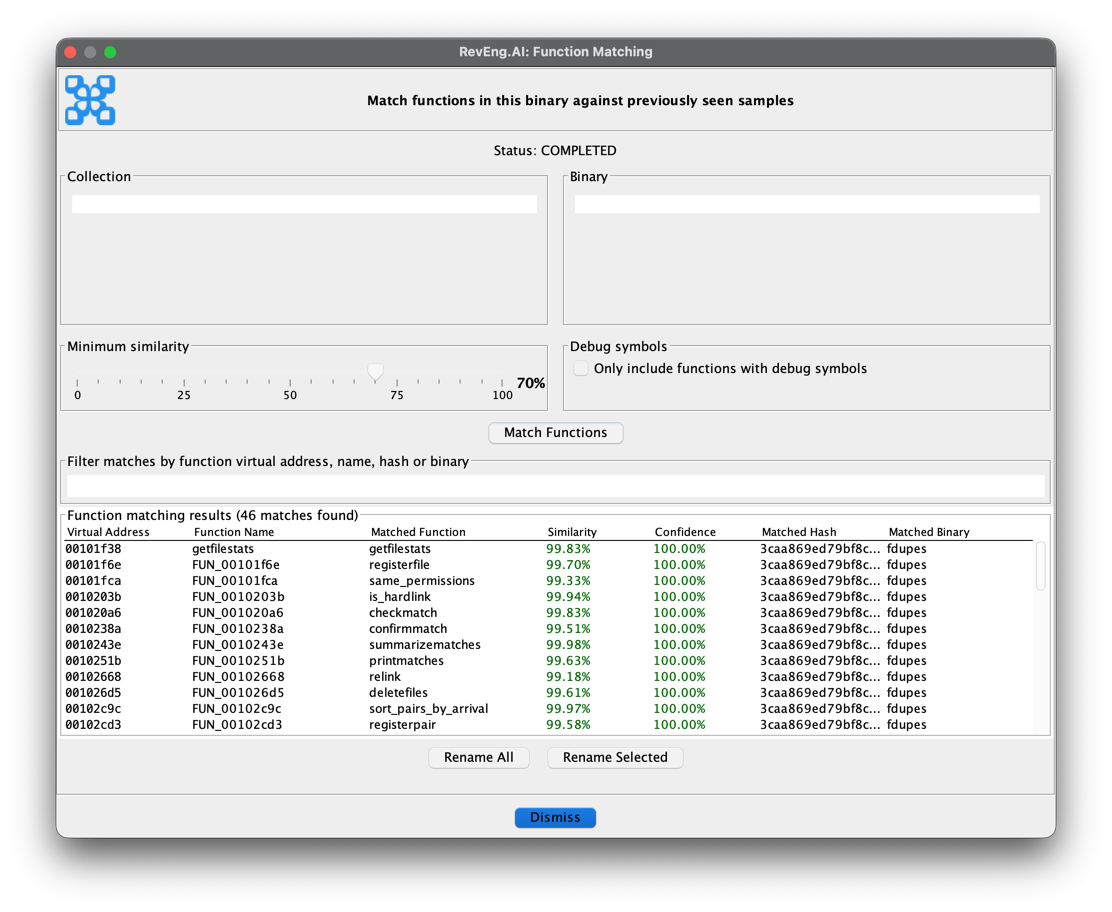 RevEng.AI: Function Matching
Match functions in this binary against previously seen samples
Status: COMPLETED
Collection Binary
Minimum similarity Debug symbols
Only include functions with debug symbols
70%
0 25 50 75 100
Match Functions
Filter matches by function virtual address, name, hash or binary
Function matching results (46 matches found)
Virtual Address Function Name Matched Function Similarity Confidence Matched Hash Matched Binary
00101f38 getfilestats getfilestats 99.83% 100.00% 3caa869ed79bf8c... fdupes
00101f6e FUN_00101f6e registerfile 99.70% 100.00% 3caa869ed79bf8c... fdupes
00101fca FUN_00101fca same_permissions 99.33% 100.00% 3caa869ed79bf8c... fdupes
0010203b FUN_0010203b is_hardlink 99.94% 100.00% 3caa869ed79bf8c... fdupes
001020a6 FUN_001020a6 checkmatch 99.83% 100.00% 3caa869ed79bf8c... fdupes
0010238a FUN_0010238a confirmmatch 99.51% 100.00% 3caa869ed79bf8c... fdupes
0010243e FUN_0010243e summarizematches 99.98% 100.00% 3caa869ed79bf8c... fdupes
0010251b FUN_0010251b printmatches 99.63% 100.00% 3caa869ed79bf8c... fdupes
00102668 FUN_00102668 relink 99.18% 100.00% 3caa869ed79bf8c... fdupes
001026d5 FUN_001026d5 deletefiles 99.61% 100.00% 3caa869ed79bf8c... fdupes
00102c9c FUN_00102c9c sort_pairs_by_arrival 99.97% 100.00% 3caa869ed79bf8c... fdupes
00102cd3 FUN_00102cd3 registerpair 99.58% 100.00% 3caa869ed79bf8c... fdupes
Rename All Rename Selected
Dismiss